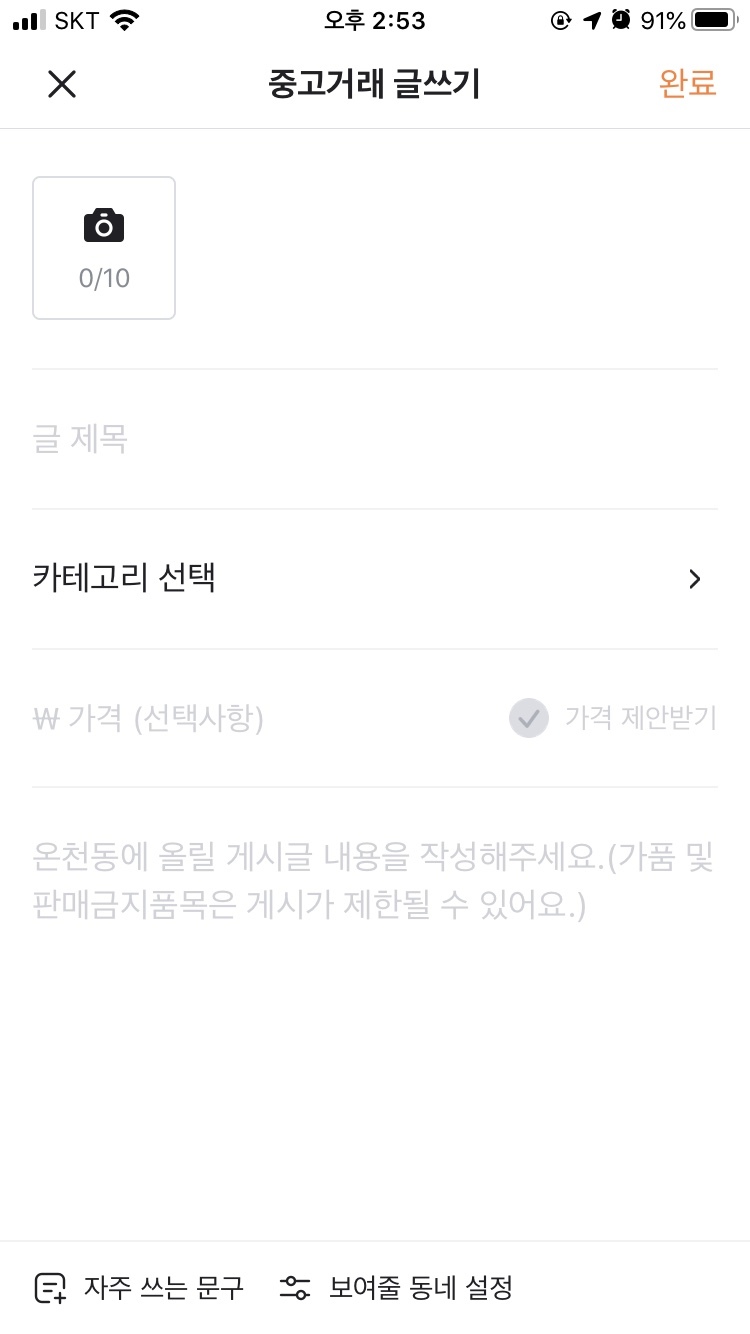 SKT 오후 2:53 91%
중고거래 글쓰기 완료
0/10
글 제목
카테고리 선택
₩ 가격 (선택사항) 가격 제안받기
온천동에 올릴 게시글 내용을 작성해주세요.(가품 및
판매금지품목은 게시가 제한될 수 있어요.)
자주 쓰는 문구 보여줄 동네 설정